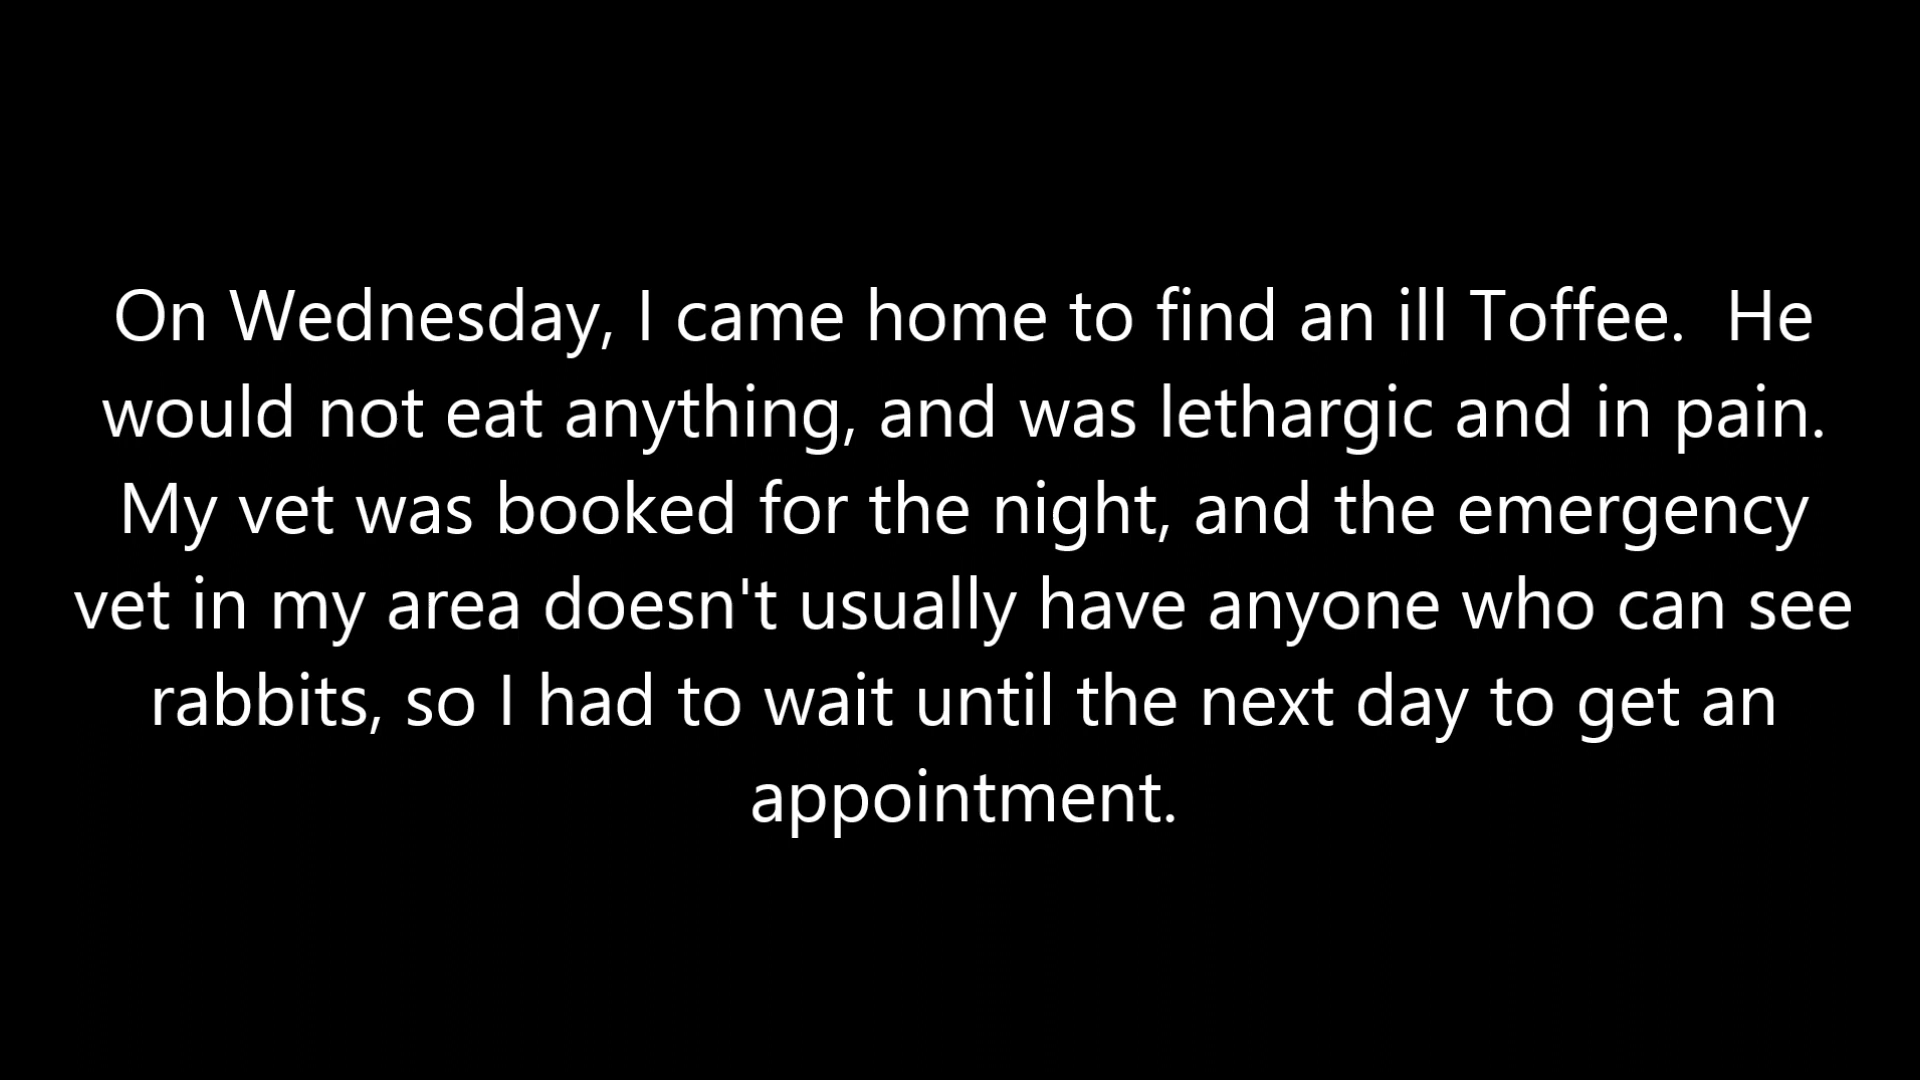 On Wednesday, I came home to find an ill Toffee.  He
would not eat anything, and was lethargic and in pain.
My vet was booked for the night, and the emergency
vet in my area doesn't usually have anyone who can see
rabbits, so I had to wait until the next day to get an
appointment.